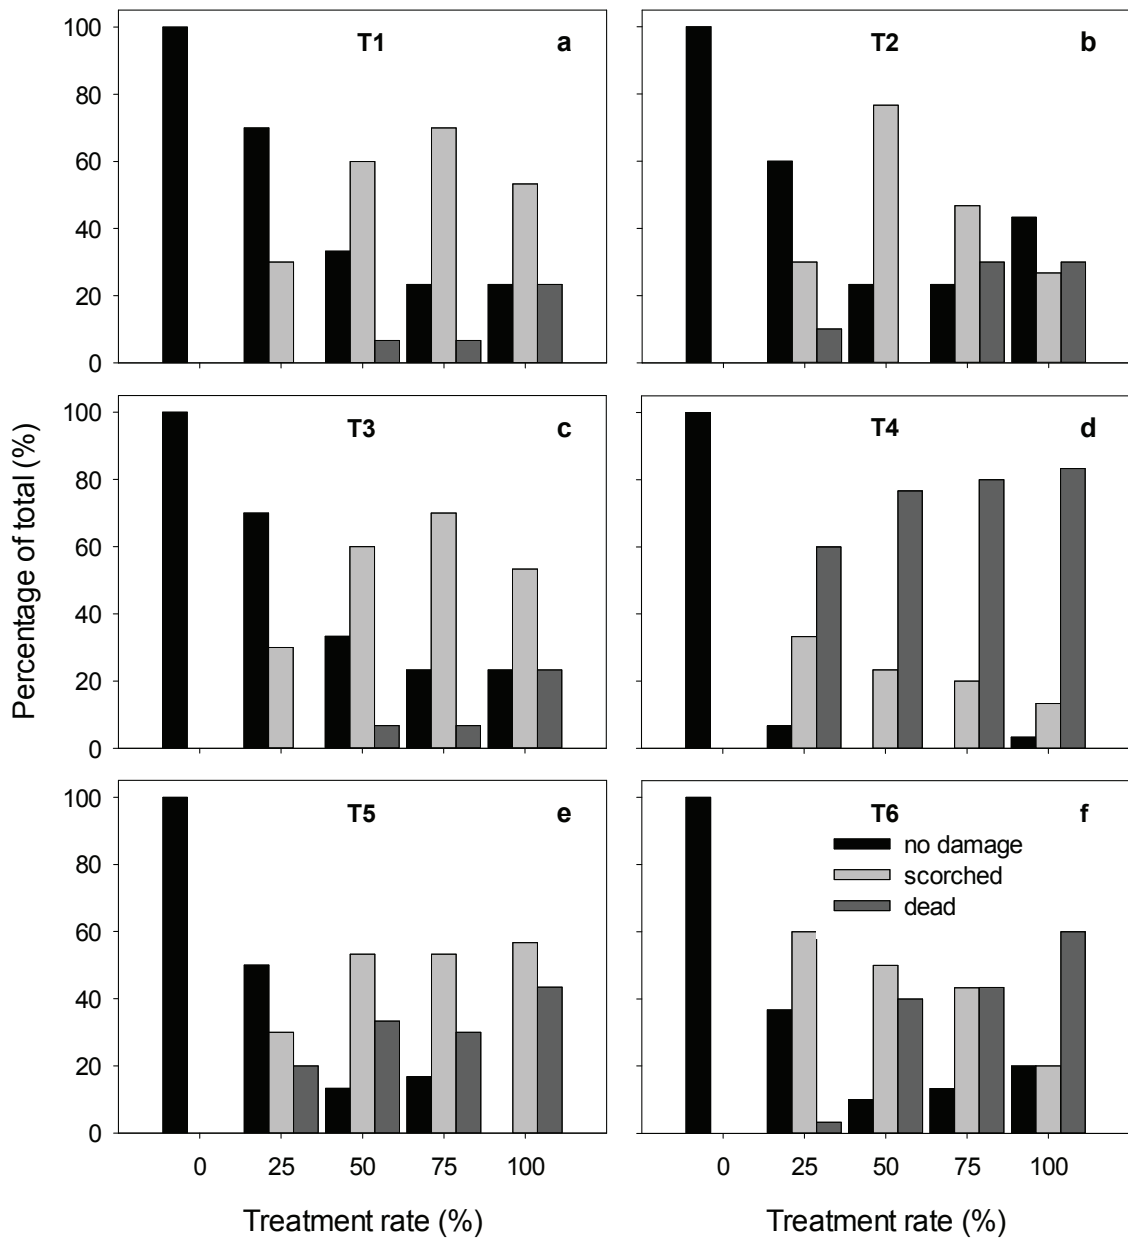 T1 a
T2 b
100
80
60
40
20
0
T3 c
T4 d
100
80
60
40
20
0
T5 e
T6 f
no damage
scorched
dead
100
80
60
40
20
0
0 25 50 75 100
0 25 50 75 100
Treatment rate (%)
Treatment rate (%)
Percentage of total (%)